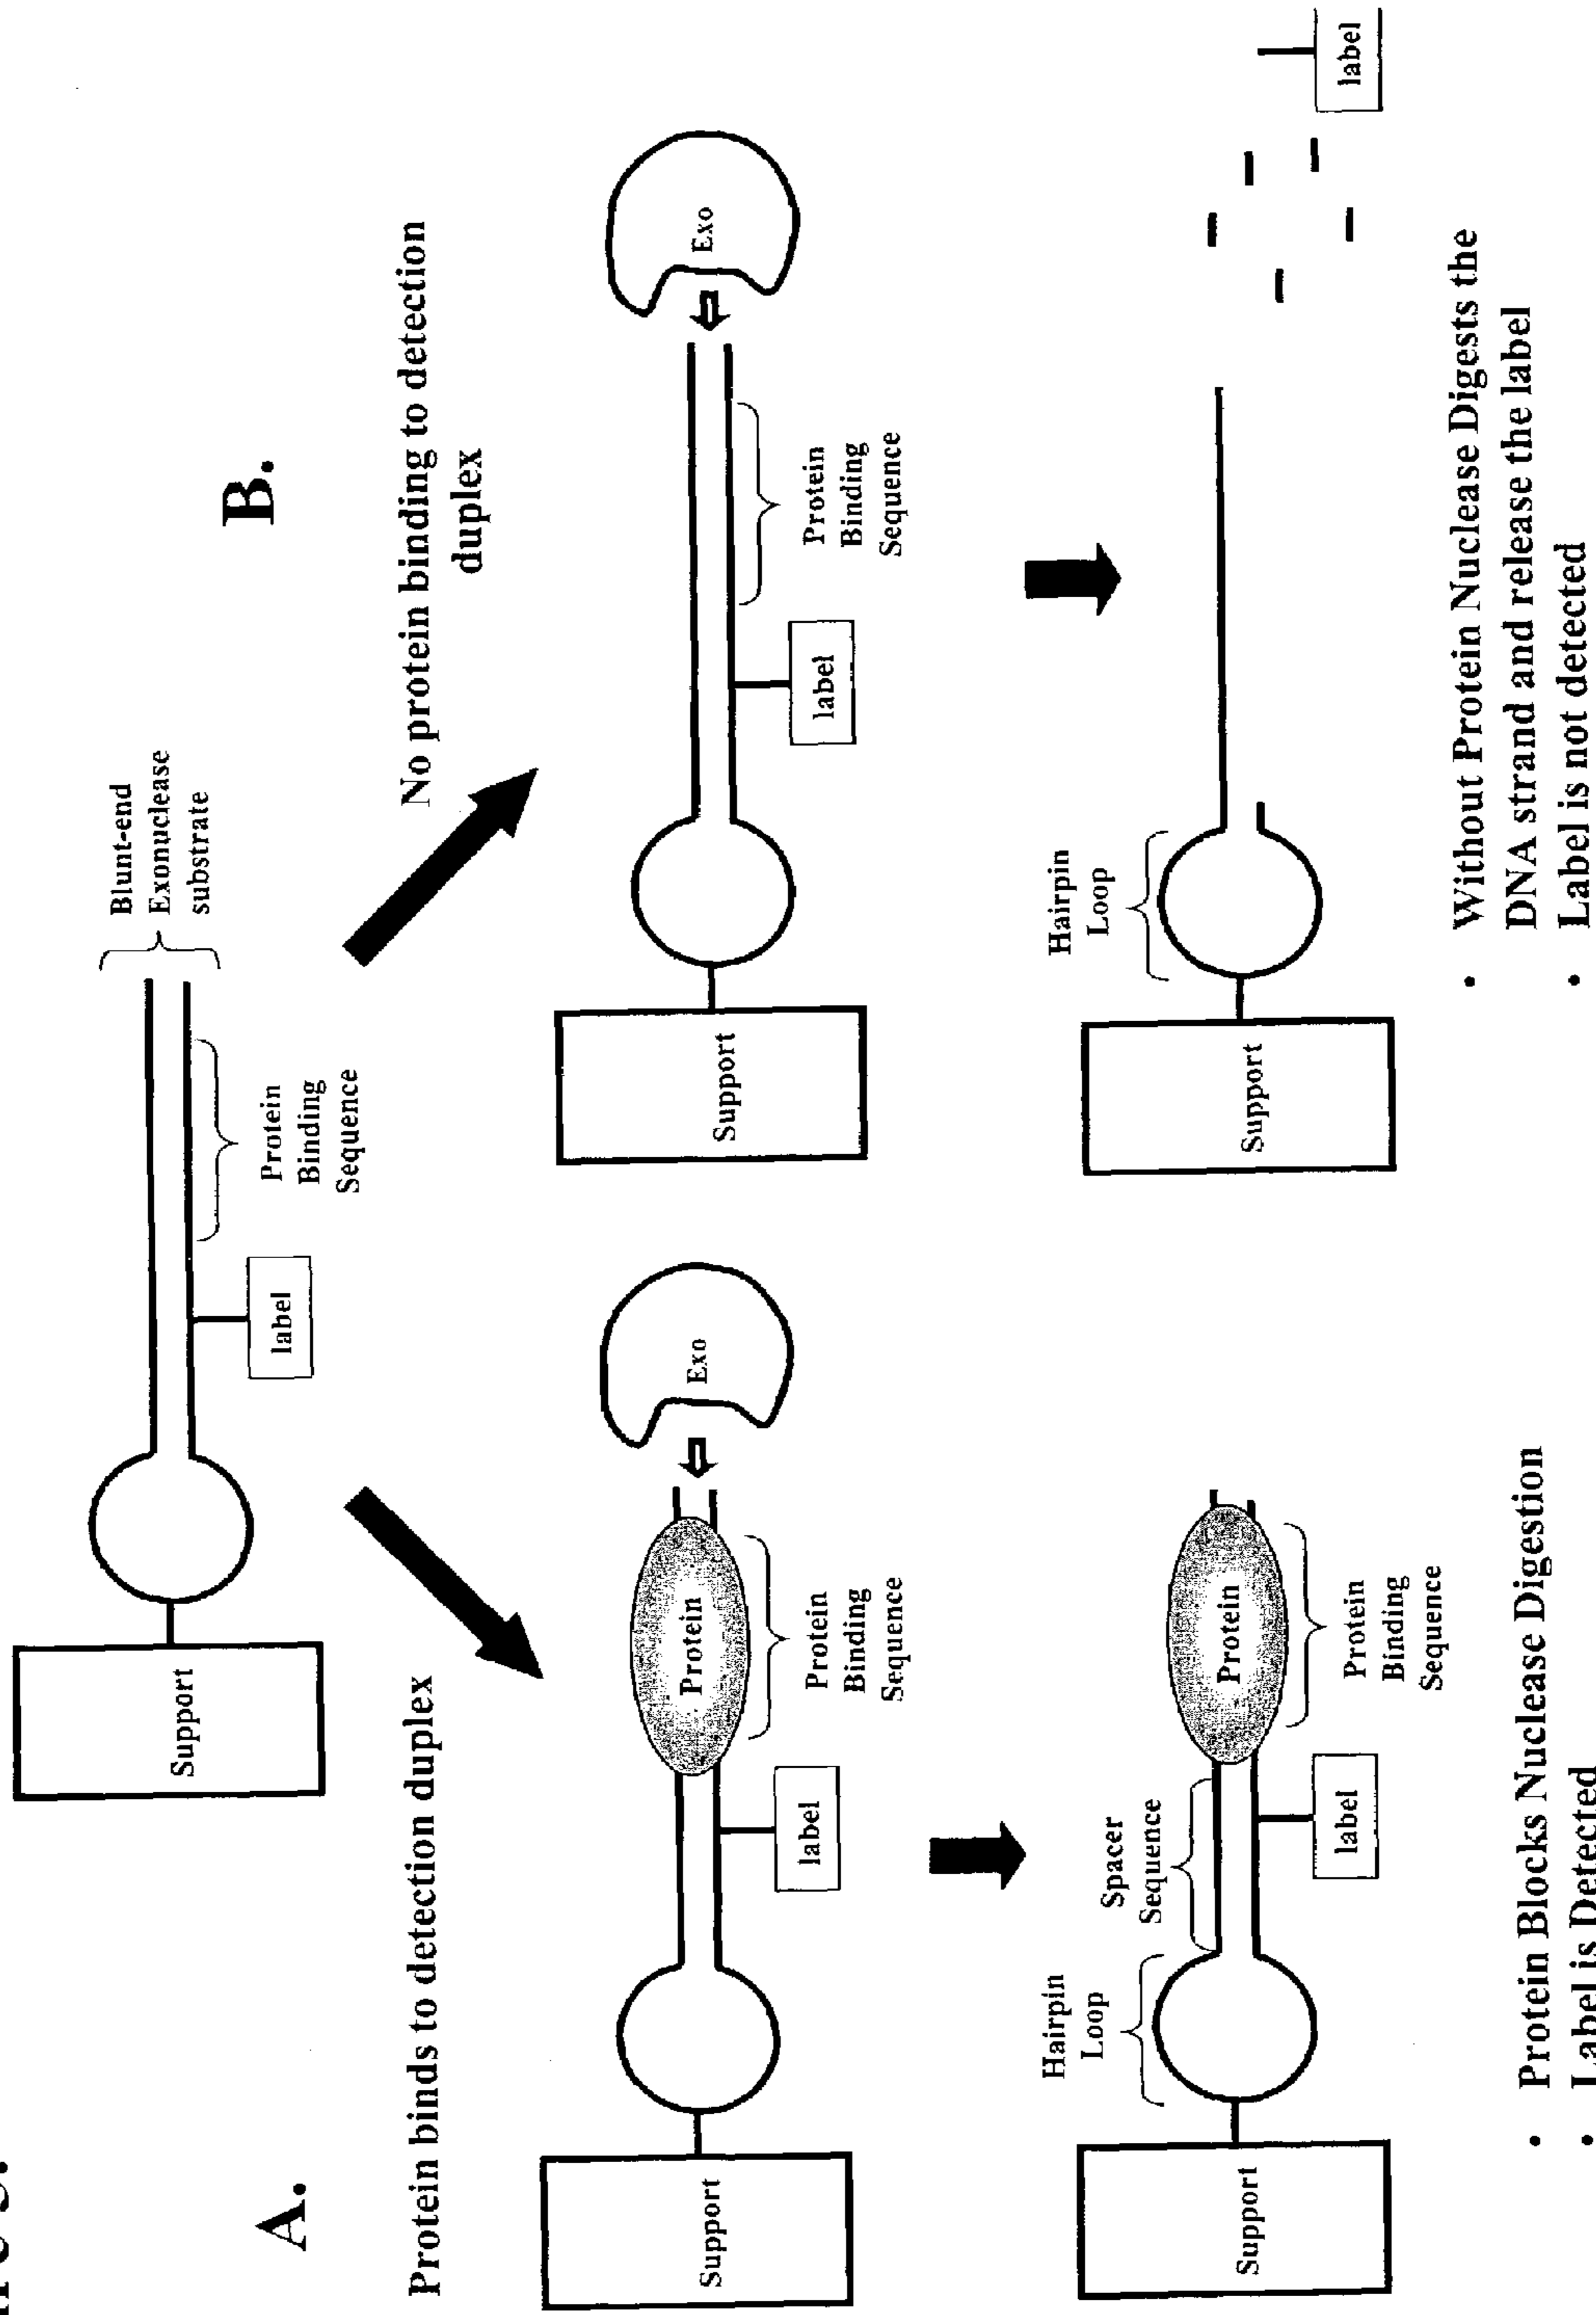 Support
label
Protein
Binding
Sequence
Blunt-end
Exonuclease
substrate
A.
Protein binds to detection duplex
Support
label
Protein
Protein
Binding
Sequence
Exo
Hairpin
Loop
Spacer
Sequence
Support
label
Protein
Protein
Binding
Sequence
• Protein Blocks Nuclease Digestion
• Label is Detected
B.
No protein binding to detection
duplex
Support
label
Protein
Binding
Sequence
Exo
Hairpin
Loop
Support
label
• Without Protein Nuclease Digests the
DNA strand and release the label
• Label is not detected